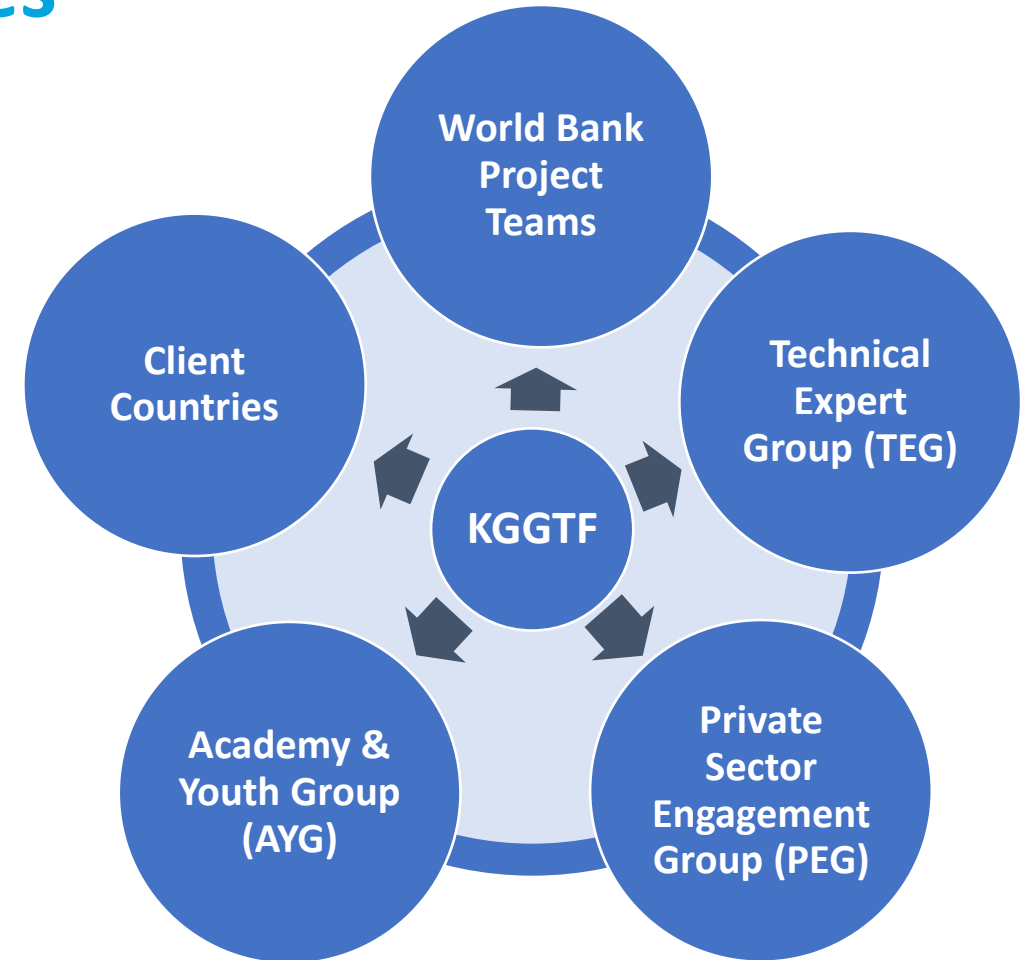 World Bank
Project
Teams
Technical
Expert
Group (TEG)
Private
Sector
Engagement
Group (PEG)
Academy &
Youth Group
(AYG)
Client
Countries
KGGTF